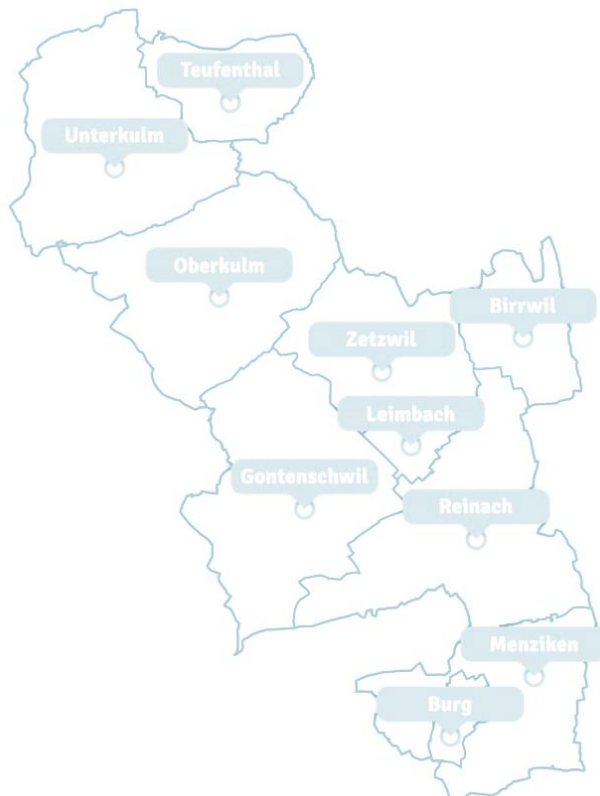 Teufenthal
Unterkulm
Oberkulm
Birrwil
Zetzwil
Leimbach
Gontenschwil
Reinach
Menziken
Burg